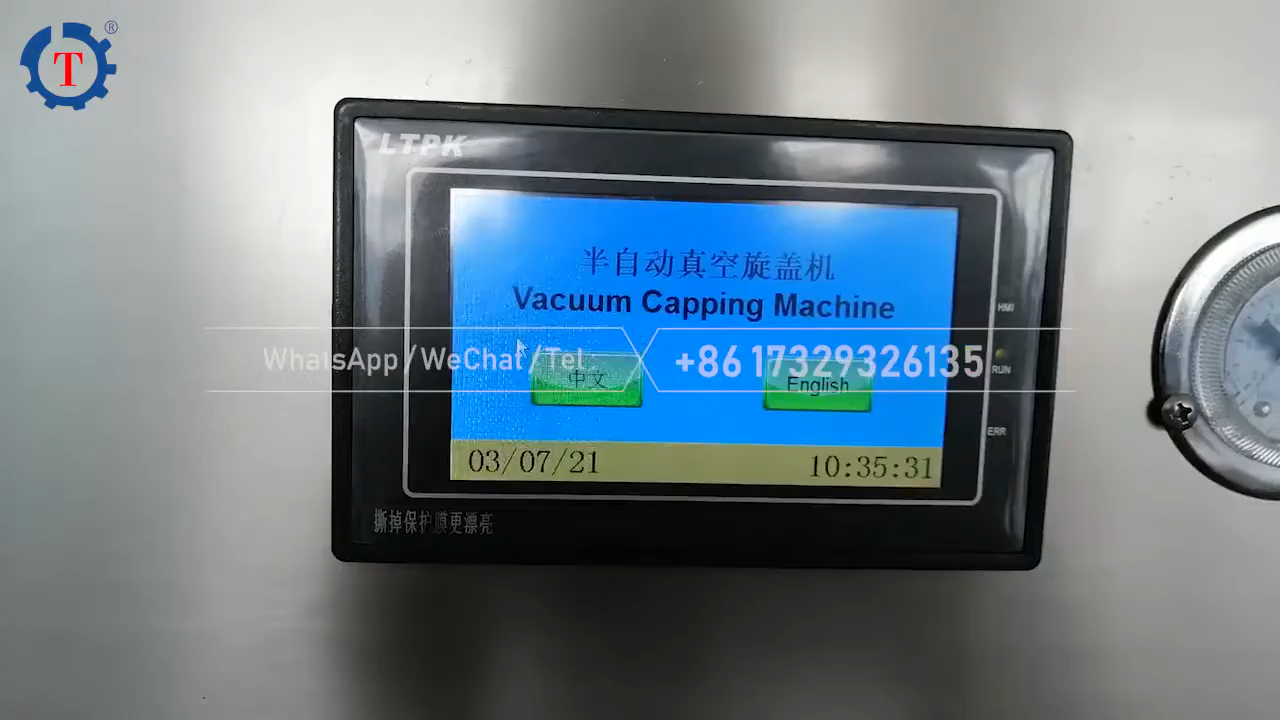 T®
LTPK
半自动真空旋盖机
Vacuum Capping Machine
WhatsApp/WeChat/Tel
+86 17329326135
中文
English
03/07/21
10:35:31
HMI
RUN
ERR
撕掉保护膜更漂亮